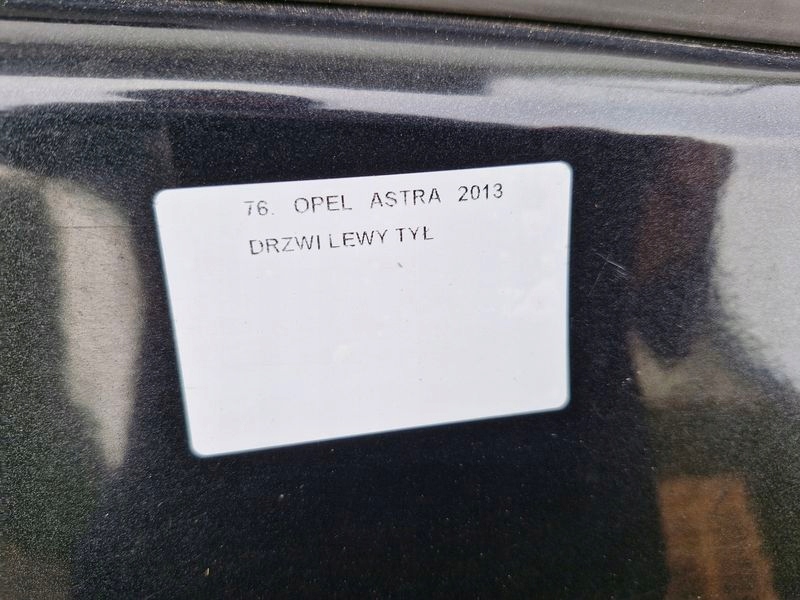 76. OPEL ASTRA 2013
DRZWI LEWY TYŁ